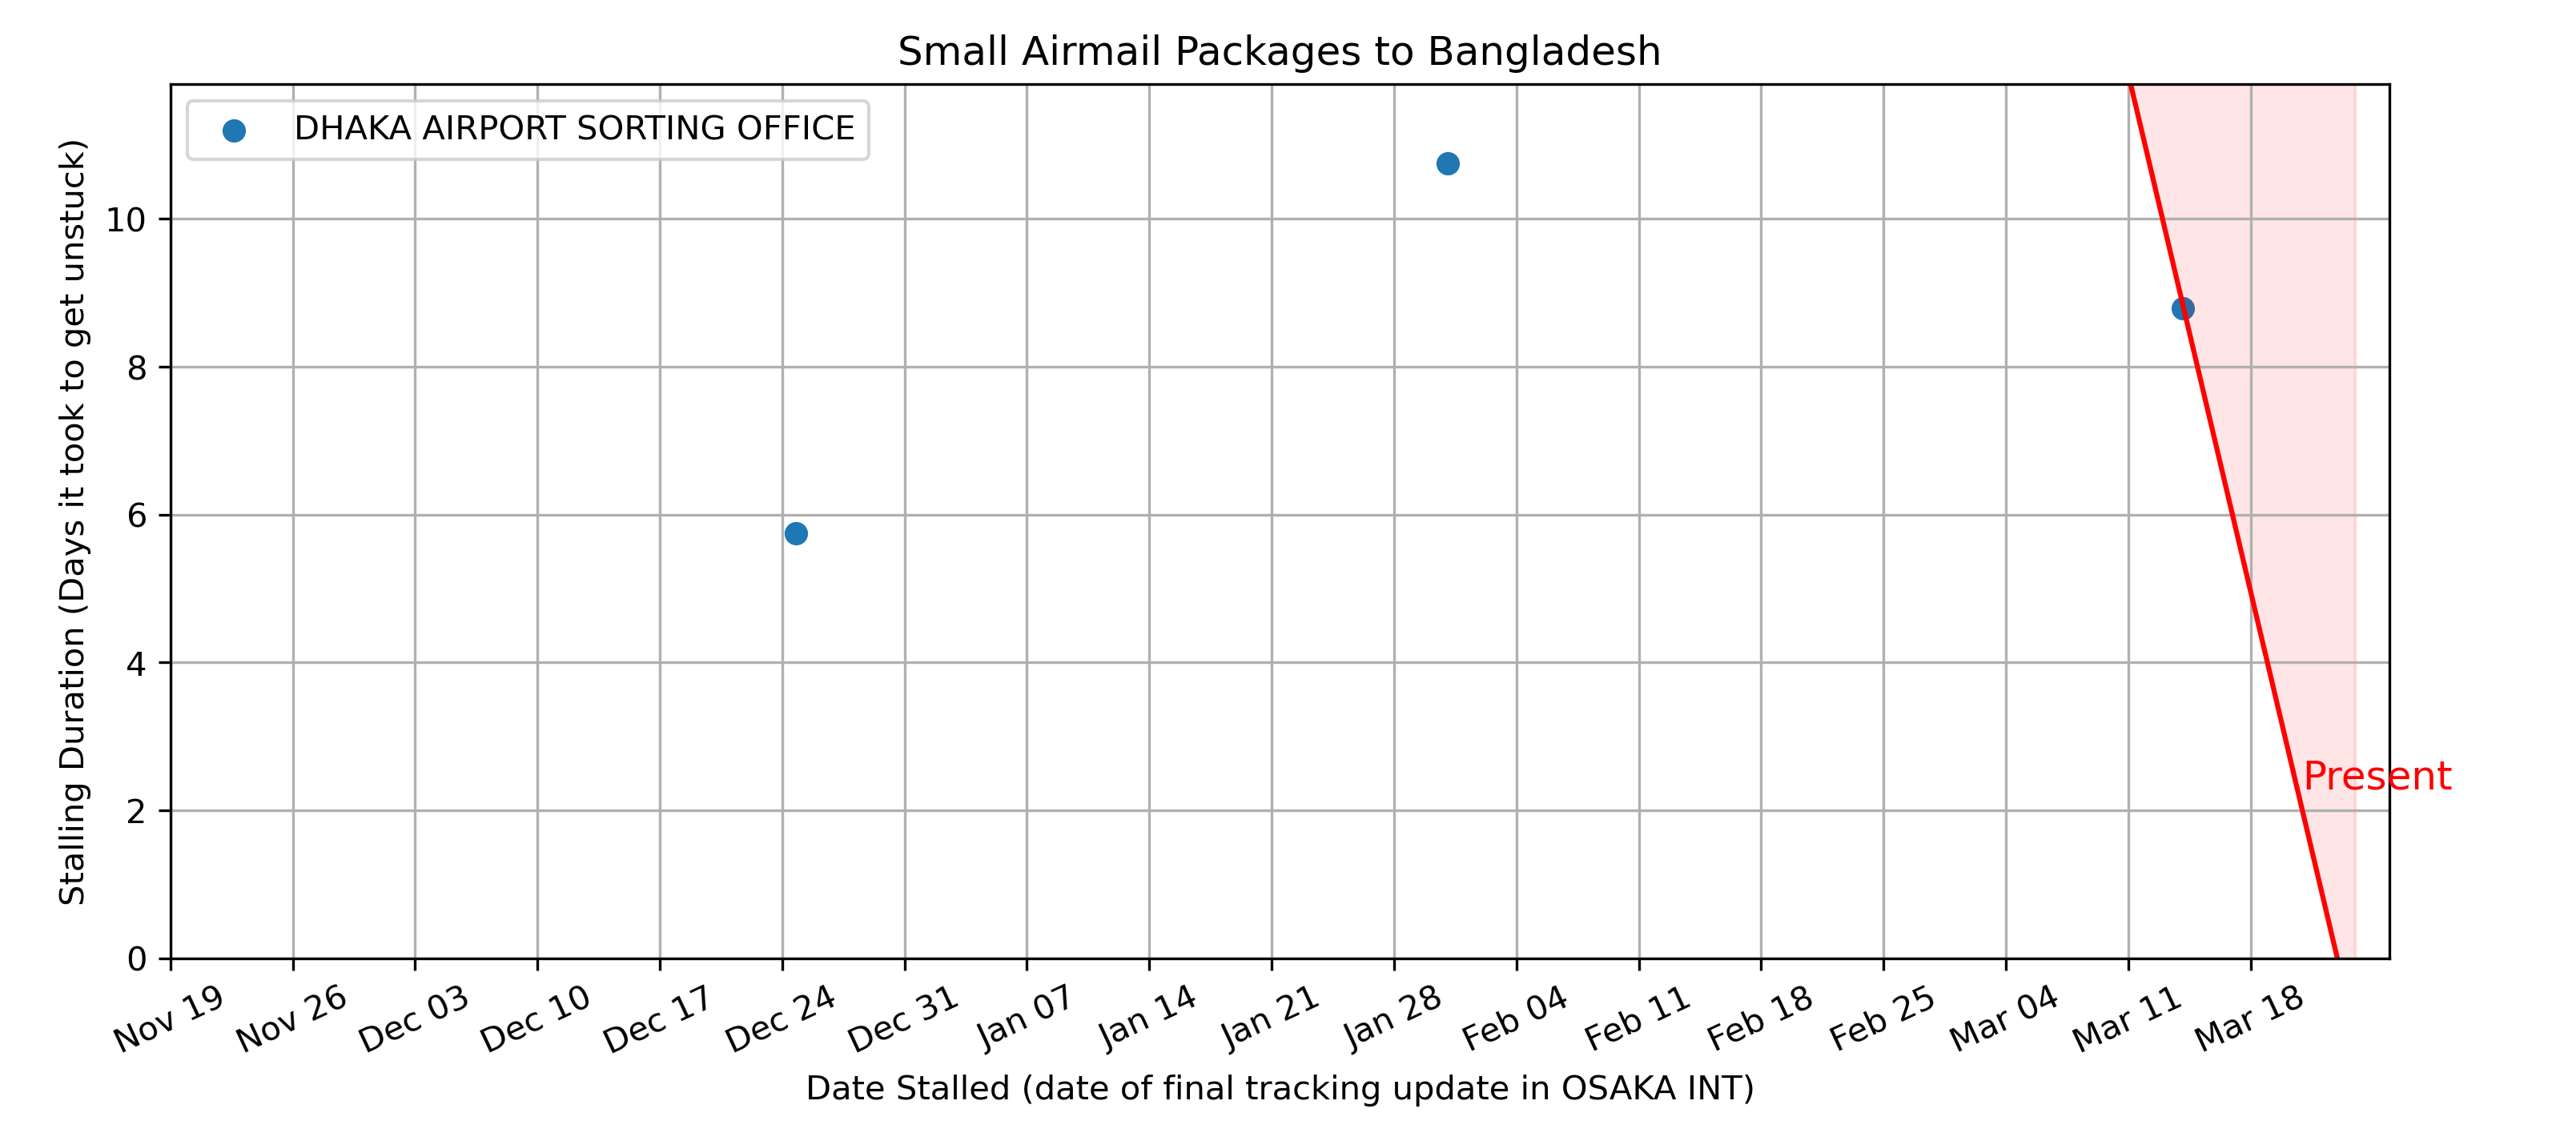 Small Airmail Packages to Bangladesh
DHAKA AIRPORT SORTING OFFICE
Stalling Duration (Days it took to get unstuck)
10
8
6
4
2
0
Present
Nov 19
Nov 26
Dec 03
Dec 10
Dec 17
Dec 24
Dec 31
Jan 07
Jan 14
Jan 21
Jan 28
Feb 04
Feb 11
Feb 18
Feb 25
Mar 04
Mar 11
Mar 18
Date Stalled (date of final tracking update in OSAKA INT)